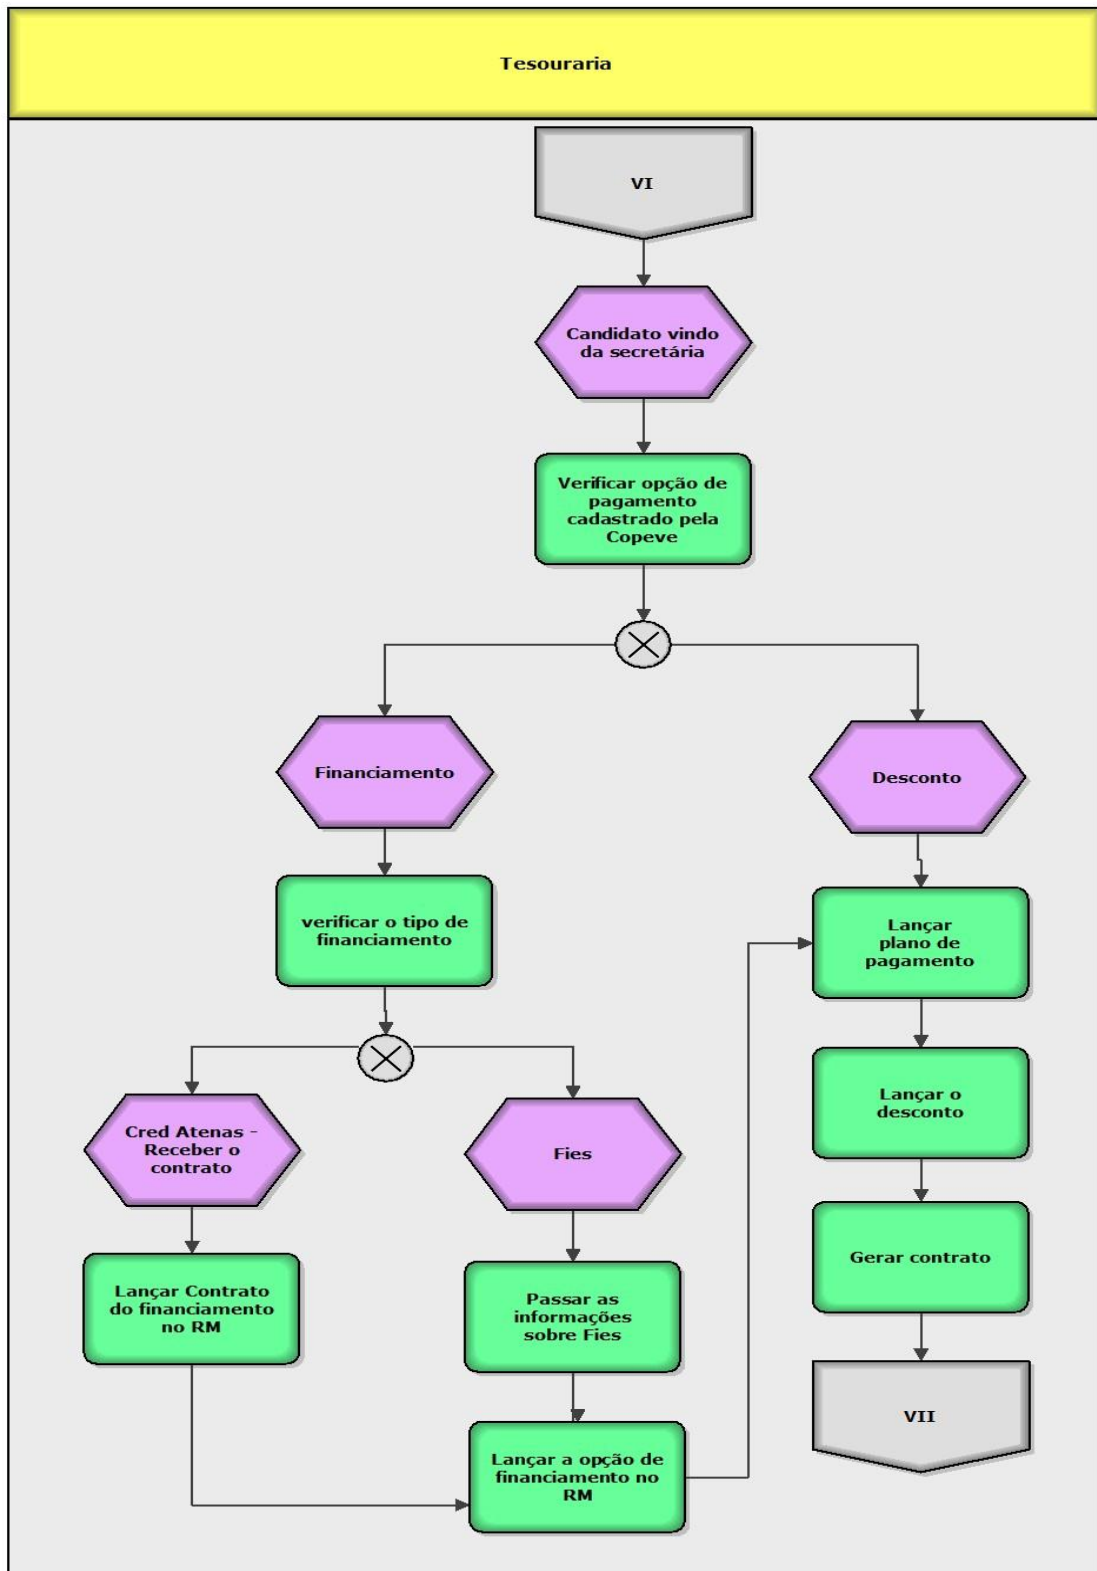 Tesouraria
VI
Candidato vindo
da secretária
Verificar opção de
pagamento
cadastrado pela
Copeve
Financiamento
Desconto
verificar o tipo de
financiamento
Lançar
plano de
pagamento
Cred Atenas -
Receber o
contrato
Fies
Lançar o
desconto
Lançar Contrato
do financiamento
no RM
Passar as
informações
sobre Fies
Gerar contrato
Lançar a opção de
financiamento no
RM
VII